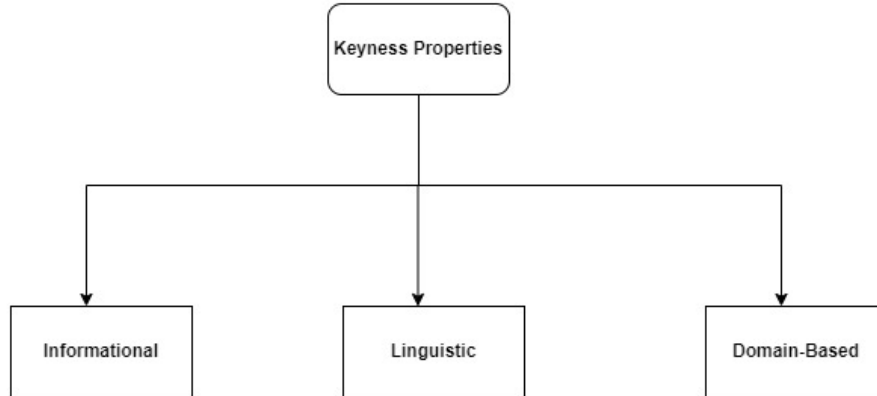 Keyness Properties
Informational
Linguistic
Domain-Based